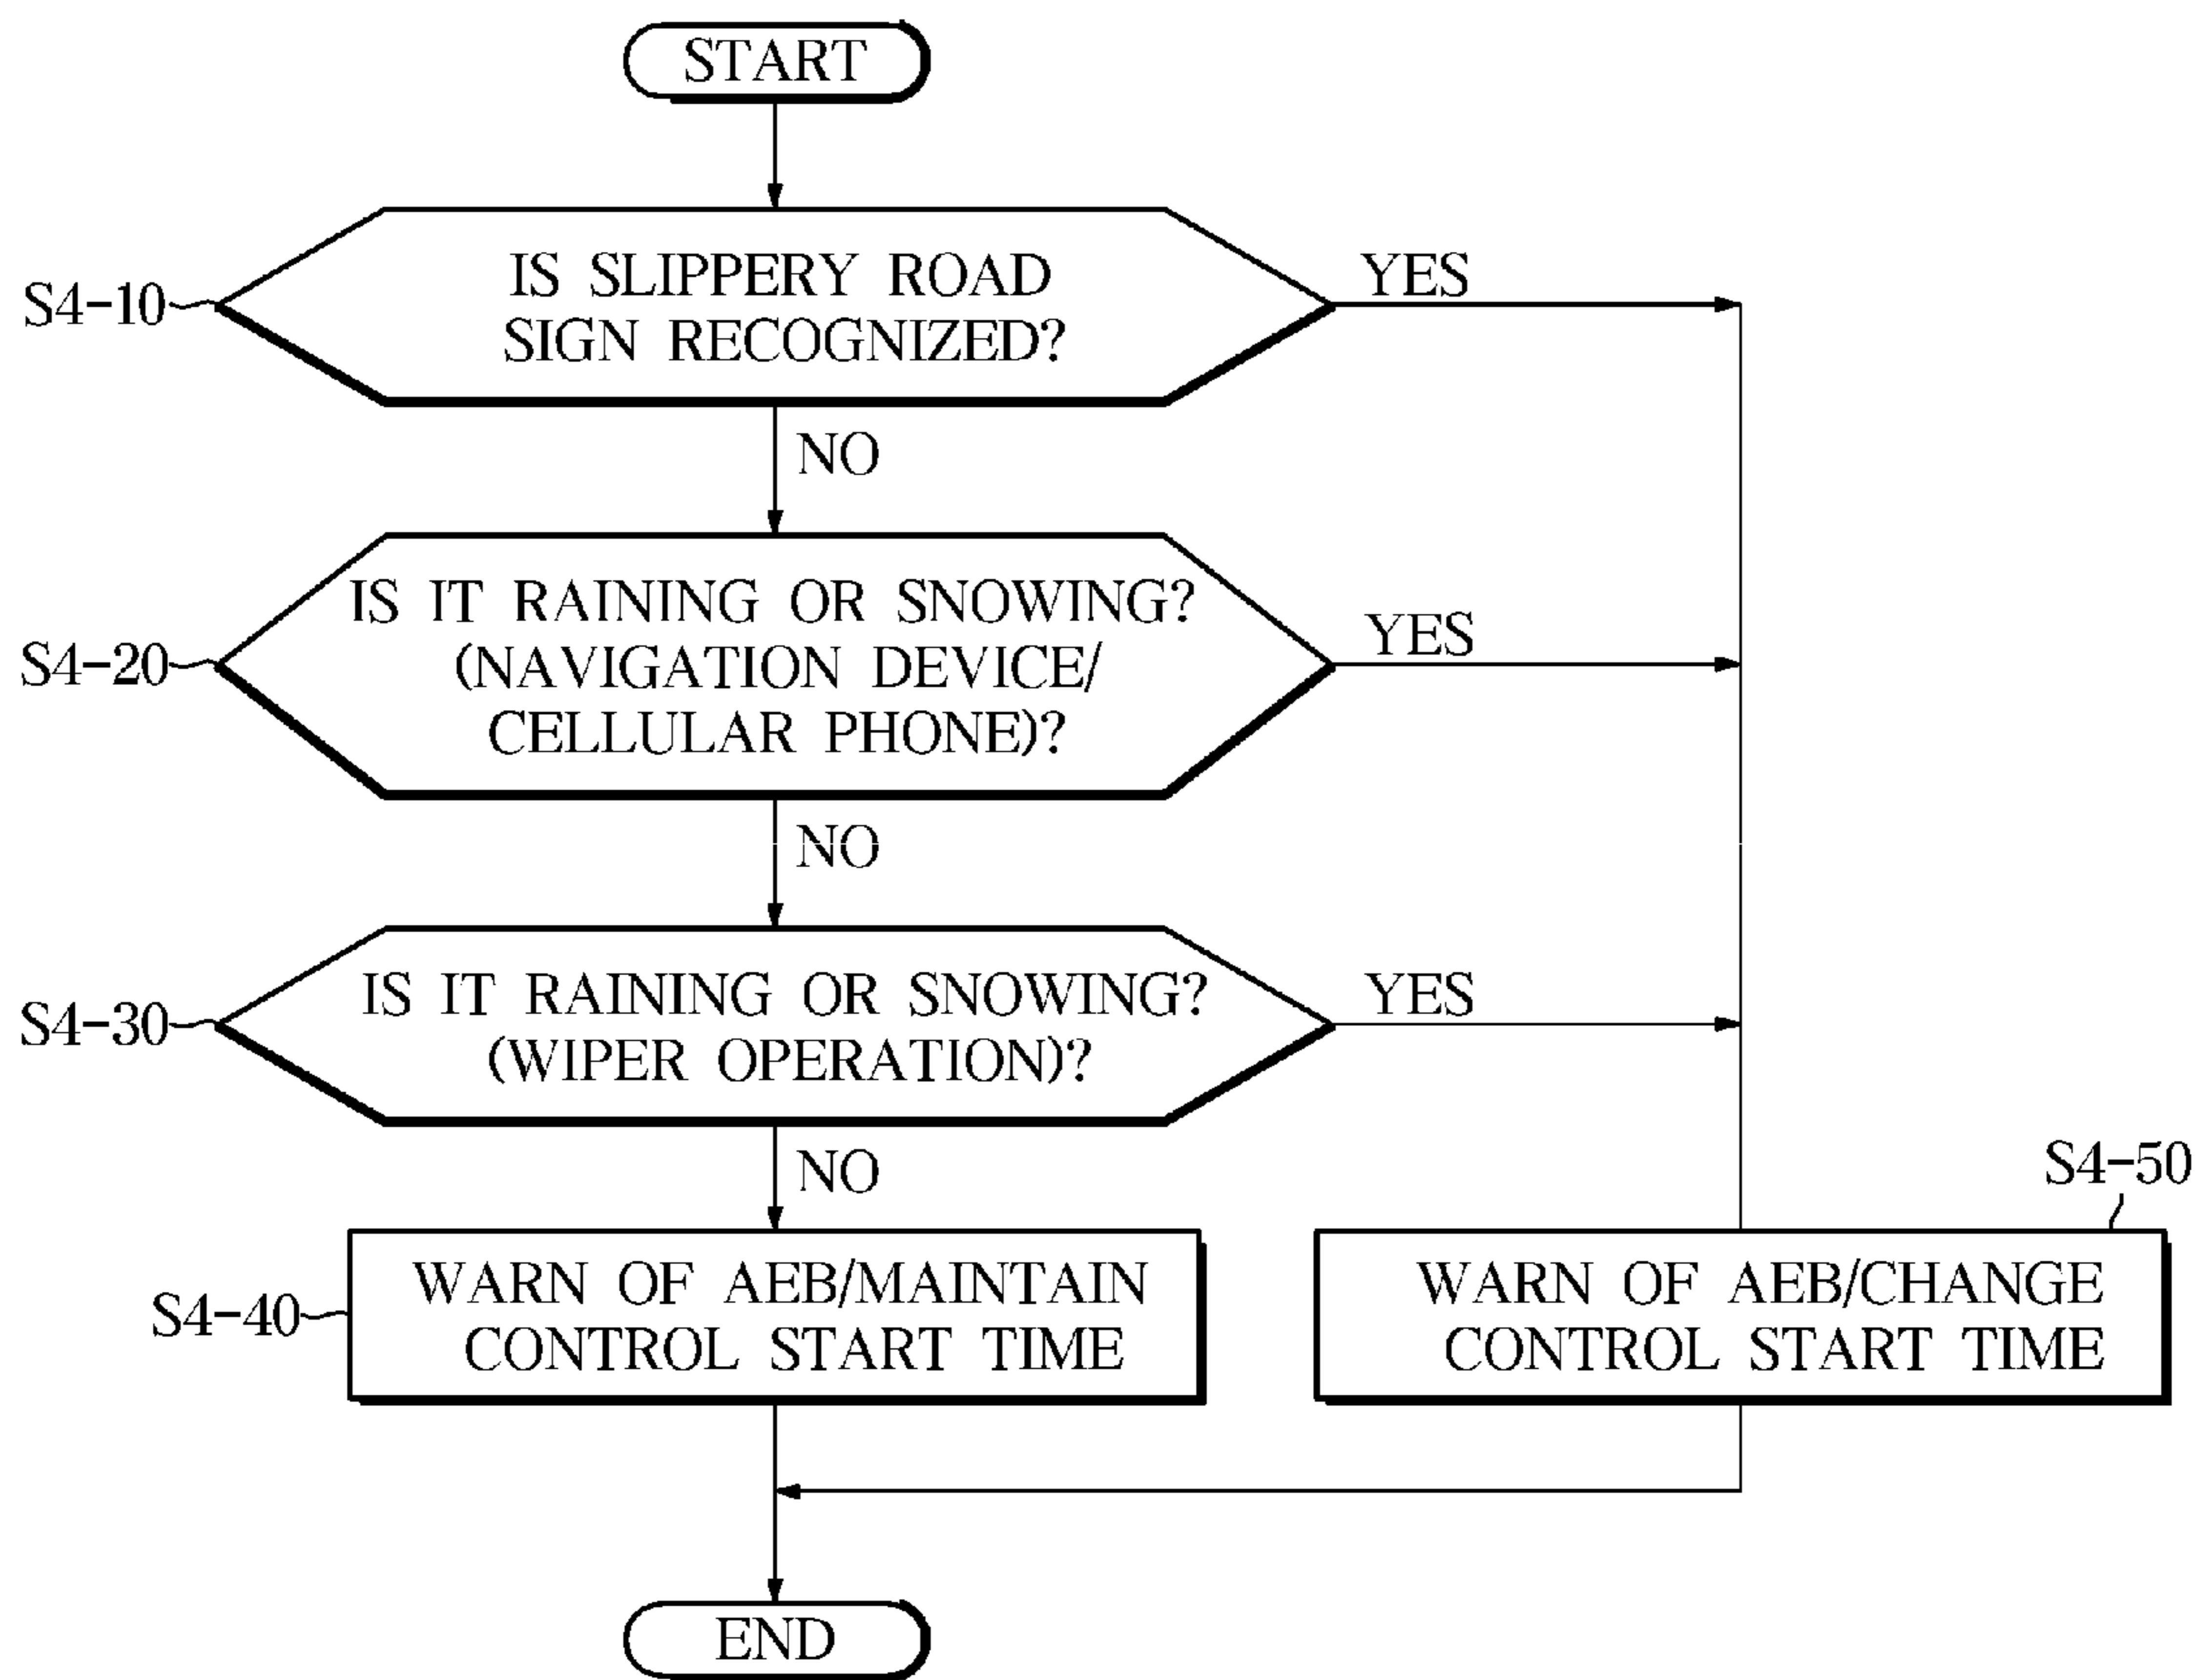 START
S4-10
IS SLIPPERY ROAD
SIGN RECOGNIZED?
YES
NO
S4-20
IS IT RAINING OR SNOWING?
(NAVIGATION DEVICE/
CELLULAR PHONE)?
YES
NO
S4-30
IS IT RAINING OR SNOWING?
(WIPER OPERATION)?
YES
NO
S4-40
WARN OF AEB/MAINTAIN
CONTROL START TIME
S4-50
WARN OF AEB/CHANGE
CONTROL START TIME
END